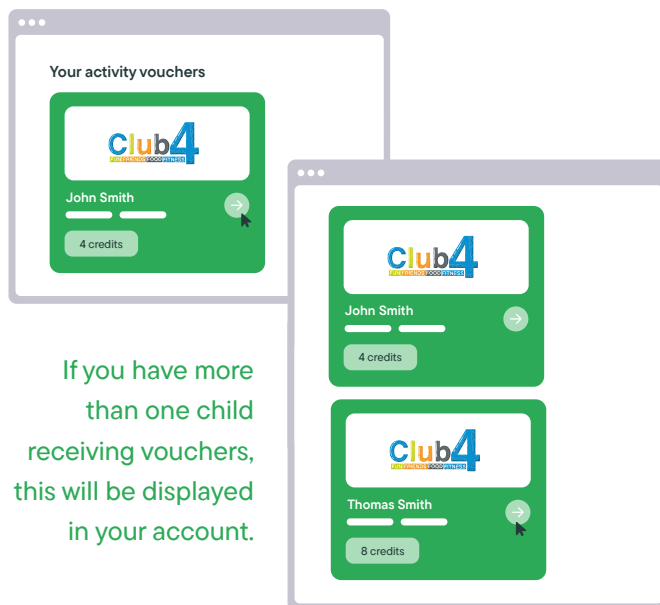 Your activity vouchers
Club4
FUN FRIENDS FOOD FITNESS
John Smith
4 credits
Club4
FUN FRIENDS FOOD FITNESS
John Smith
4 credits
Club4
FUN FRIENDS FOOD FITNESS
Thomas Smith
8 credits
If you have more
than one child
receiving vouchers,
this will be displayed
in your account.